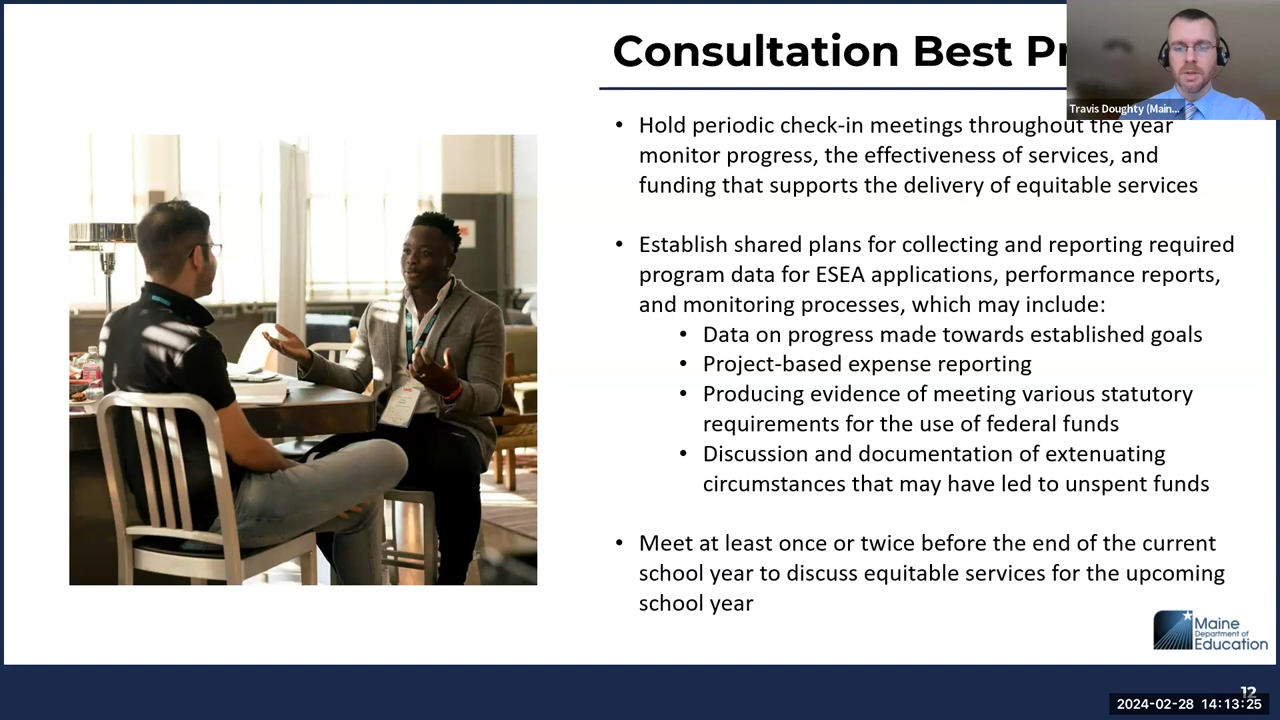 Consultation Best
Travis Doughty (Main...
• Hold periodic check-in meetings throughout the year
monitor progress, the effectiveness of services, and
funding that supports the delivery of equitable services
• Establish shared plans for collecting and reporting required
program data for ESEA applications, performance reports,
and monitoring processes, which may include:
• Data on progress made towards established goals
• Project-based expense reporting
• Producing evidence of meeting various statutory
requirements for the use of federal funds
• Discussion and documentation of extenuating
circumstances that may have led to unspent funds
• Meet at least once or twice before the end of the current
school year to discuss equitable services for the upcoming
school year
Maine
Department of
Education
12
2024-02-28 14:13:25